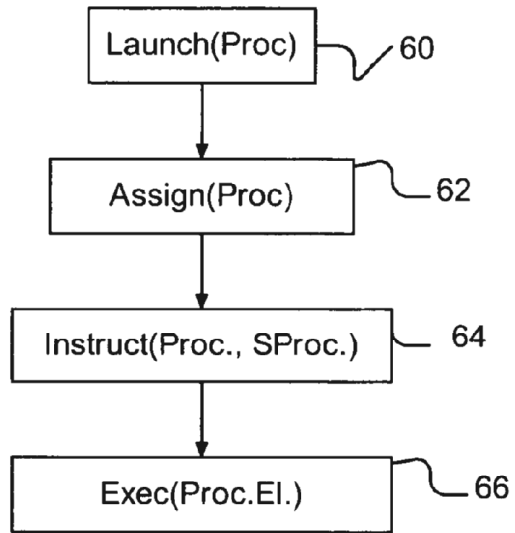 Launch(Proc)
60
Assign(Proc)
62
Instruct(Proc., SProc.)
64
Exec(Proc.El.)
66